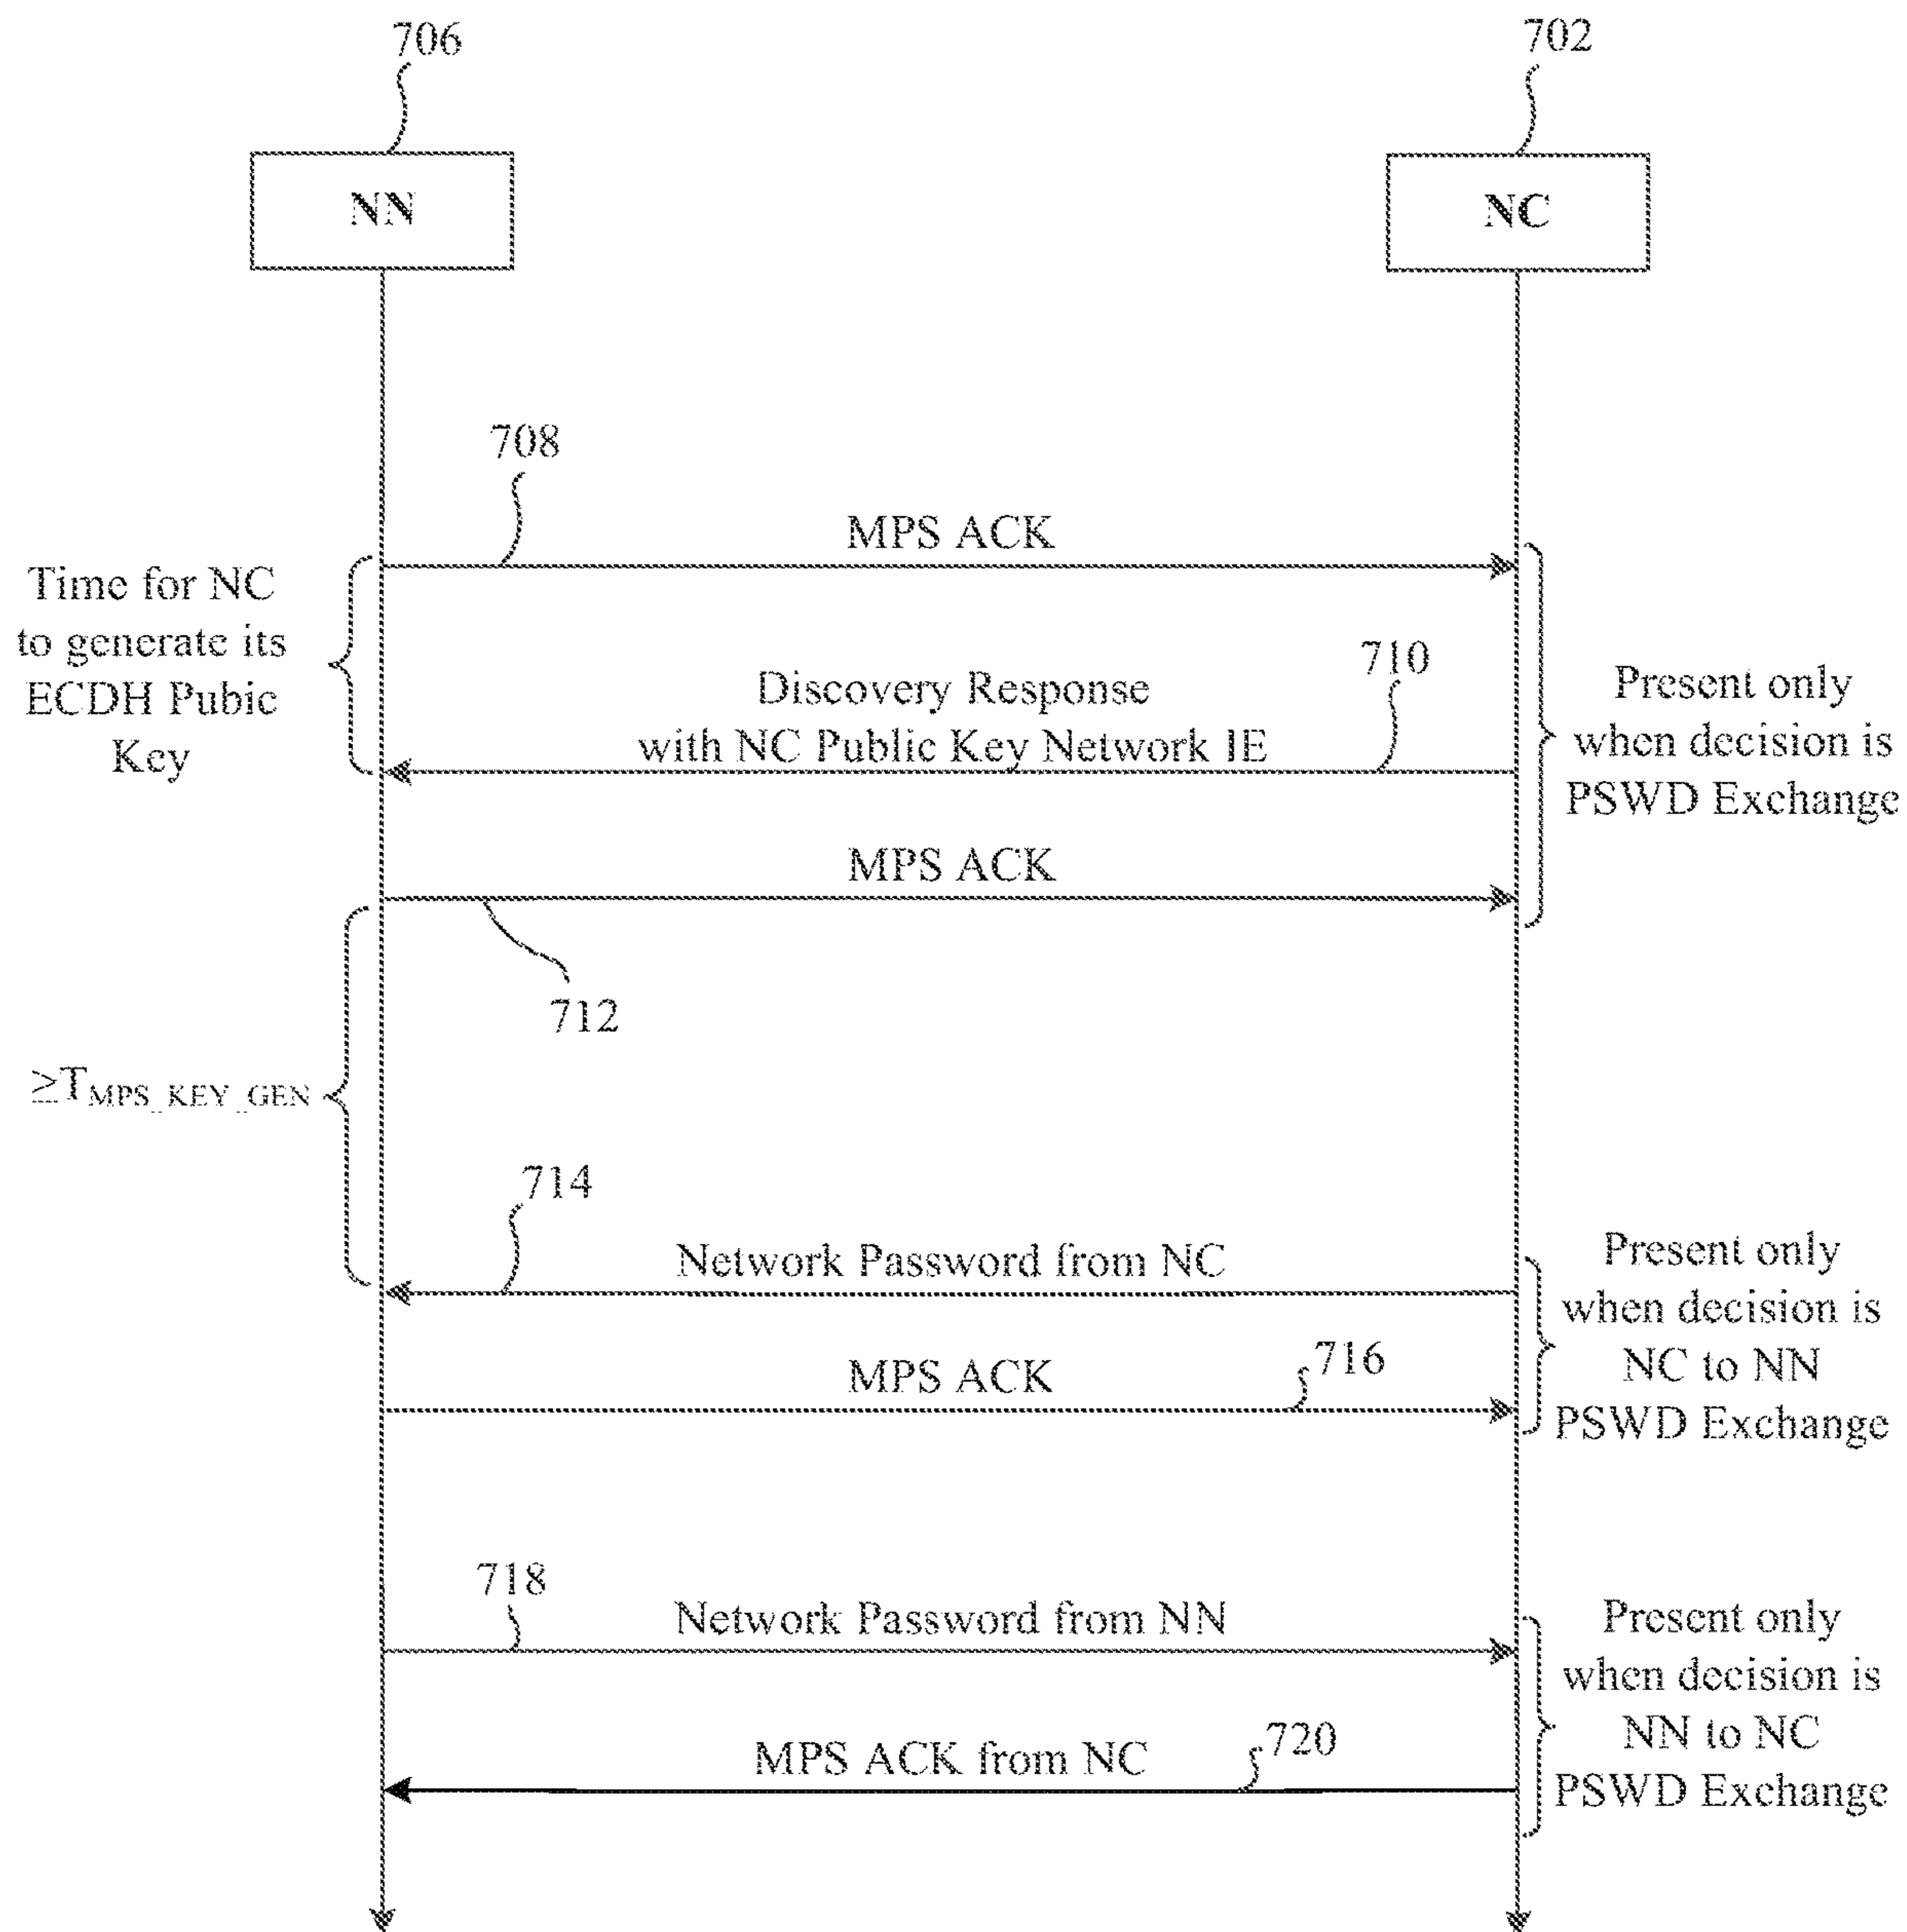 706
702
NN
NC
708
MPS ACK
Time for NC
to generate its
ECDH Pubic
Key
710
Discovery Response
with NC Public Key Network IE
Present only
when decision is
PSWD Exchange
MPS ACK
712
≥TMPS_KEY_GEN
714
Network Password from NC
716
MPS ACK
Present only
when decision is
NC to NN
PSWD Exchange
718
Network Password from NN
720
MPS ACK from NC
Present only
when decision is
NN to NC
PSWD Exchange